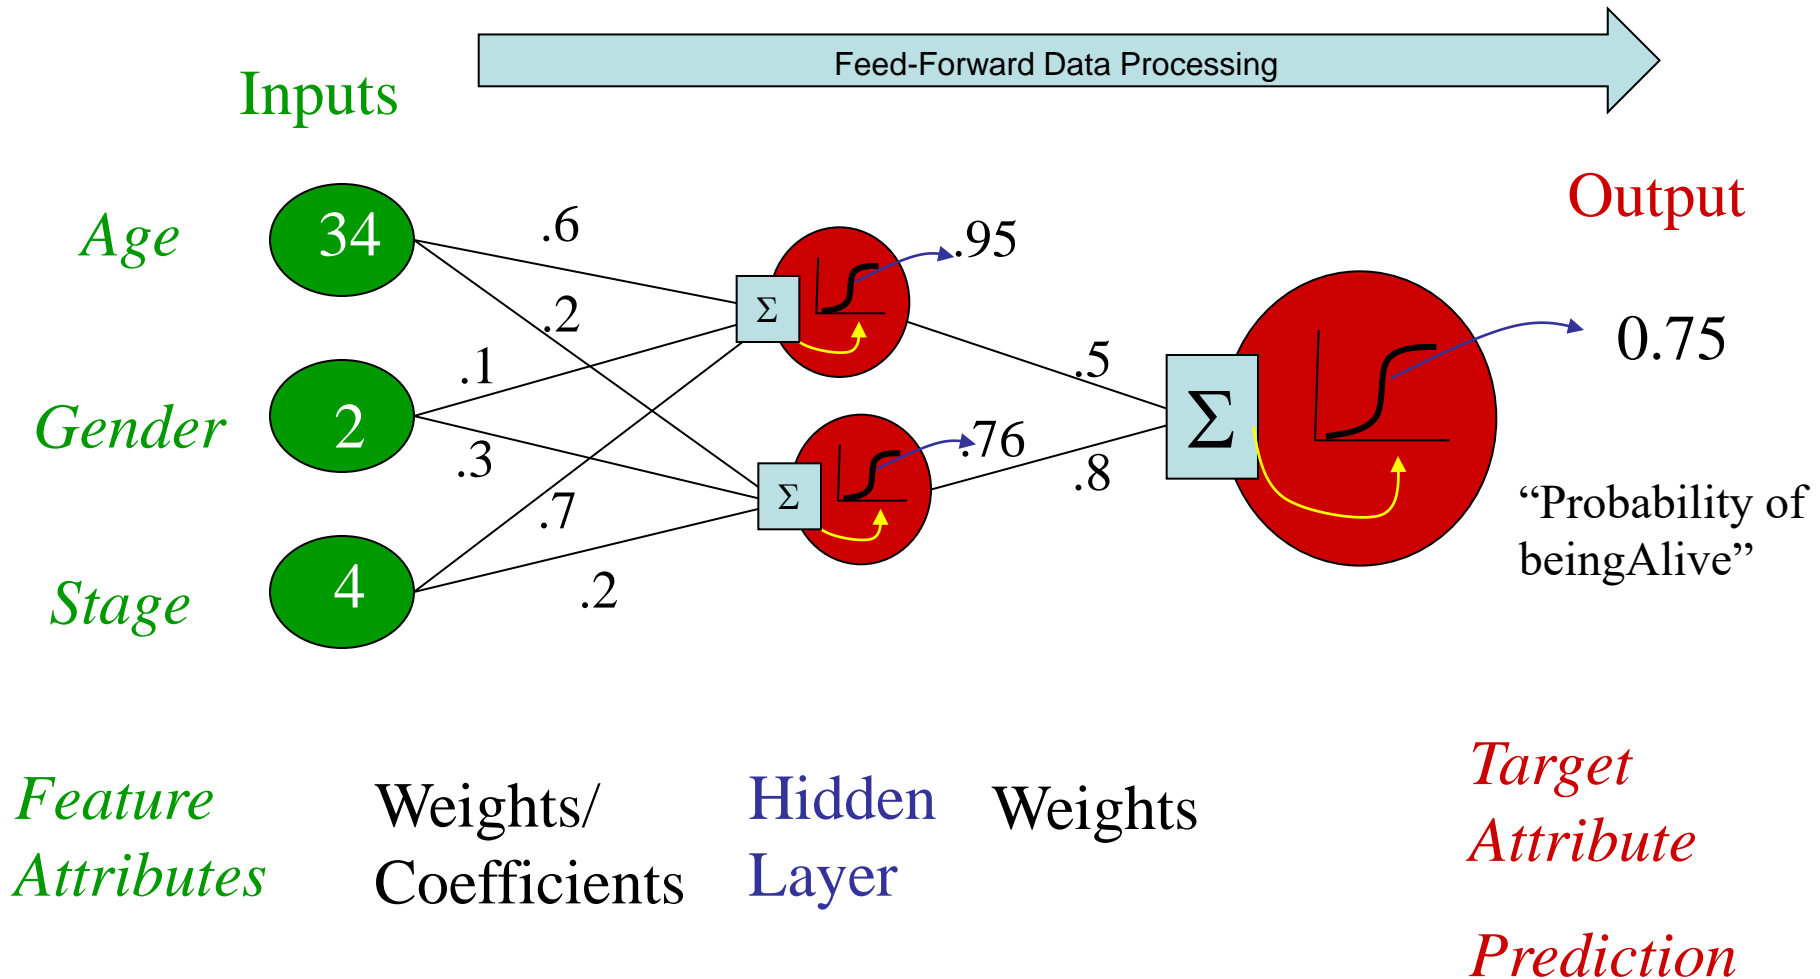 Feed-Forward Data Processing
Inputs
Output
Age
34
.6
.2
.95
Σ
0.75
Gender
2
.1
.3
.5
Σ
.76
.8
Σ
“Probability of
beingAlive”
Stage
4
.7
.2
Feature
Attributes
Weights/
Coefficients
Hidden
Layer
Weights
Target
Attribute
Prediction